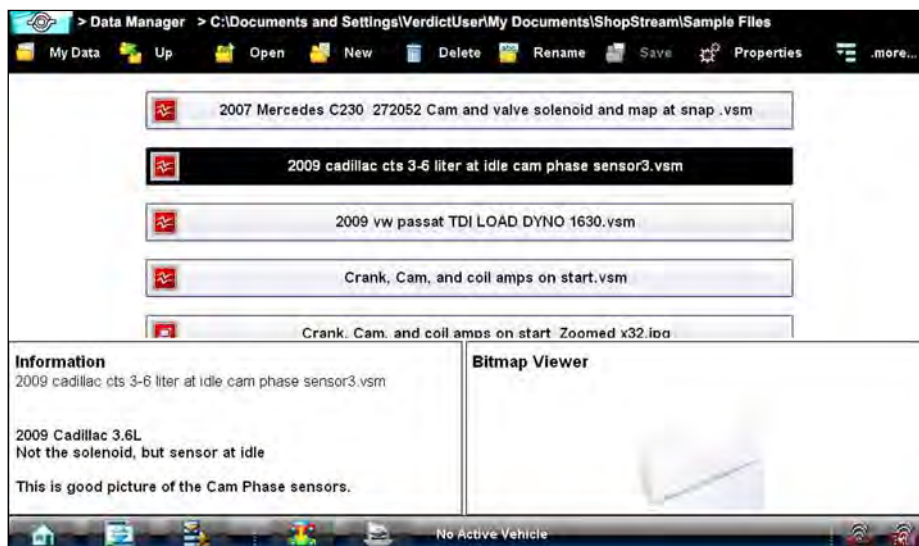 > Data Manager > C:\Documents and Settings\VerdictUser\My Documents\ShopStream\Sample Files
My Data Up Open New Delete Rename Save Properties .more...
2007 Mercedes C230 272052 Cam and valve solenoid and map at snap .vsm
2009 cadillac cts 3-6 liter at idle cam phase sensor3.vsm
2009 vw passat TDI LOAD DYNO 1630.vsm
Crank, Cam, and coil amps on start.vsm
Crank, Cam, and coil amps on start_Zoomed x32.jpg
Information
2009 cadillac cts 3-6 liter at idle cam phase sensor3.vsm
2009 Cadillac 3.6L
Not the solenoid, but sensor at idle
This is good picture of the Cam Phase sensors.
Bitmap Viewer
No Active Vehicle